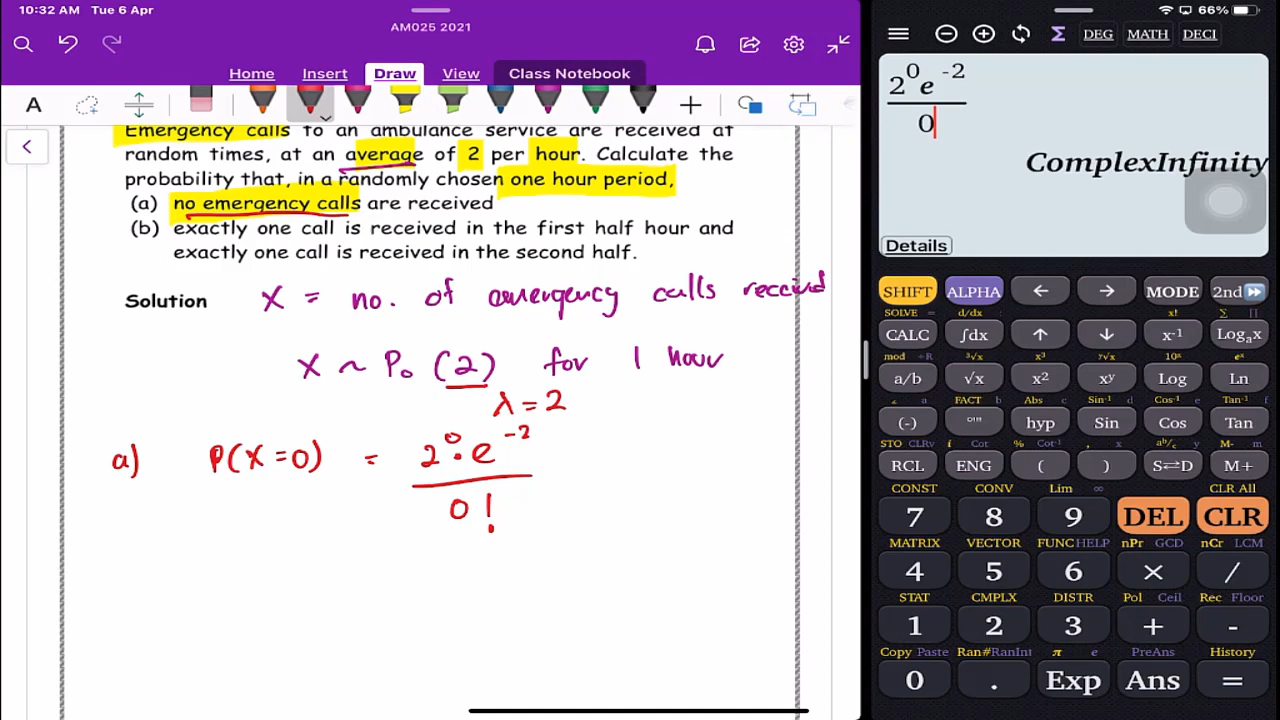 10:32 AM Tue 6 Apr
AM025 2021
66%
Home Insert Draw View Class Notebook
A
Emergency calls to an ambulance service are received at
random times, at an average of 2 per hour. Calculate the
probability that, in a randomly chosen one hour period,
(a) no emergency calls are received
(b) exactly one call is received in the first half hour and
exactly one call is received in the second half.
Solution X = no. of emergency calls received
X ~ Po (2) for 1 hour
λ = 2
a) P(X = 0) = 2^0 . e^-2
0 !
Σ DEG MATH DECI
2^0 e^-2
0
ComplexInfinity
Details
SHIFT ALPHA ← → MODE 2nd
SOLVE = d/dx x! Σ ∏
CALC ∫dx ↑ ↓ x^-1 Log_a x
mod ÷R ³√x x³ ʸ√x 10^x e^x
a/b √x x² x^y Log Ln
∠ a FACT b Abs c Sin^-1 d Cos^-1 e Tan^-1 f
(-) °'" hyp Sin Cos Tan
STO CLRv i Cot % Cot^-1 , x a b/c y M- m
RCL ENG ( ) S⇌D M+
CONST CONV Lim ∞ CLR All
7 8 9 DEL CLR
MATRIX VECTOR FUNC HELP nPr GCD nCr LCM
4 5 6 × /
STAT CMPLX DISTR Pol Ceil Rec Floor
1 2 3 + -
Copy Paste Ran# RanInt π e PreAns History
0 . Exp Ans =